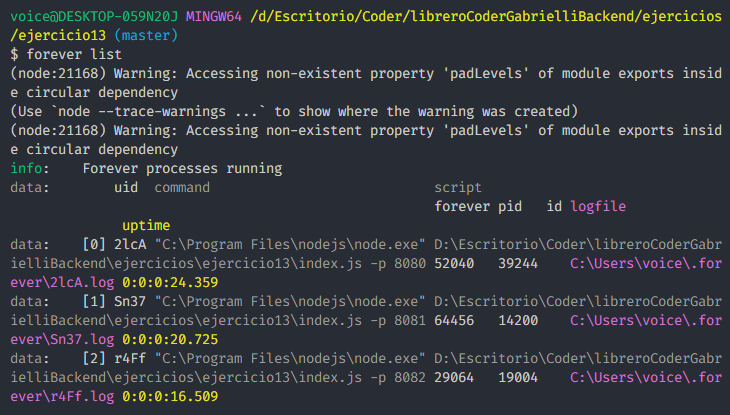 voice@DESKTOP-059N20J MINGW64 /d/Escritorio/Coder/libreroCoderGabrielliBackend/ejercicios
/ejercicio13 (master)
$ forever list
(node:21168) Warning: Accessing non-existent property 'padLevels' of module exports insid
e circular dependency
(Use `node --trace-warnings ...` to show where the warning was created)
(node:21168) Warning: Accessing non-existent property 'padLevels' of module exports insid
e circular dependency
info:    Forever processes running
data:        uid  command                             script
                                                      forever pid   id logfile
              uptime
data:    [0] 2lcA "C:\Program Files\nodejs\node.exe" D:\Escritorio\Coder\libreroCoderGabr
ielliBackend\ejercicios\ejercicio13\index.js -p 8080 52040   39244    C:\Users\voice\.for
ever\2lcA.log 0:0:0:24.359
data:    [1] Sn37 "C:\Program Files\nodejs\node.exe" D:\Escritorio\Coder\libreroCoderGabr
ielliBackend\ejercicios\ejercicio13\index.js -p 8081 64456   14200    C:\Users\voice\.for
ever\Sn37.log 0:0:0:20.725
data:    [2] r4Ff "C:\Program Files\nodejs\node.exe" D:\Escritorio\Coder\libreroCoderGabr
ielliBackend\ejercicios\ejercicio13\index.js -p 8082 29064   19004    C:\Users\voice\.for
ever\r4Ff.log 0:0:0:16.509